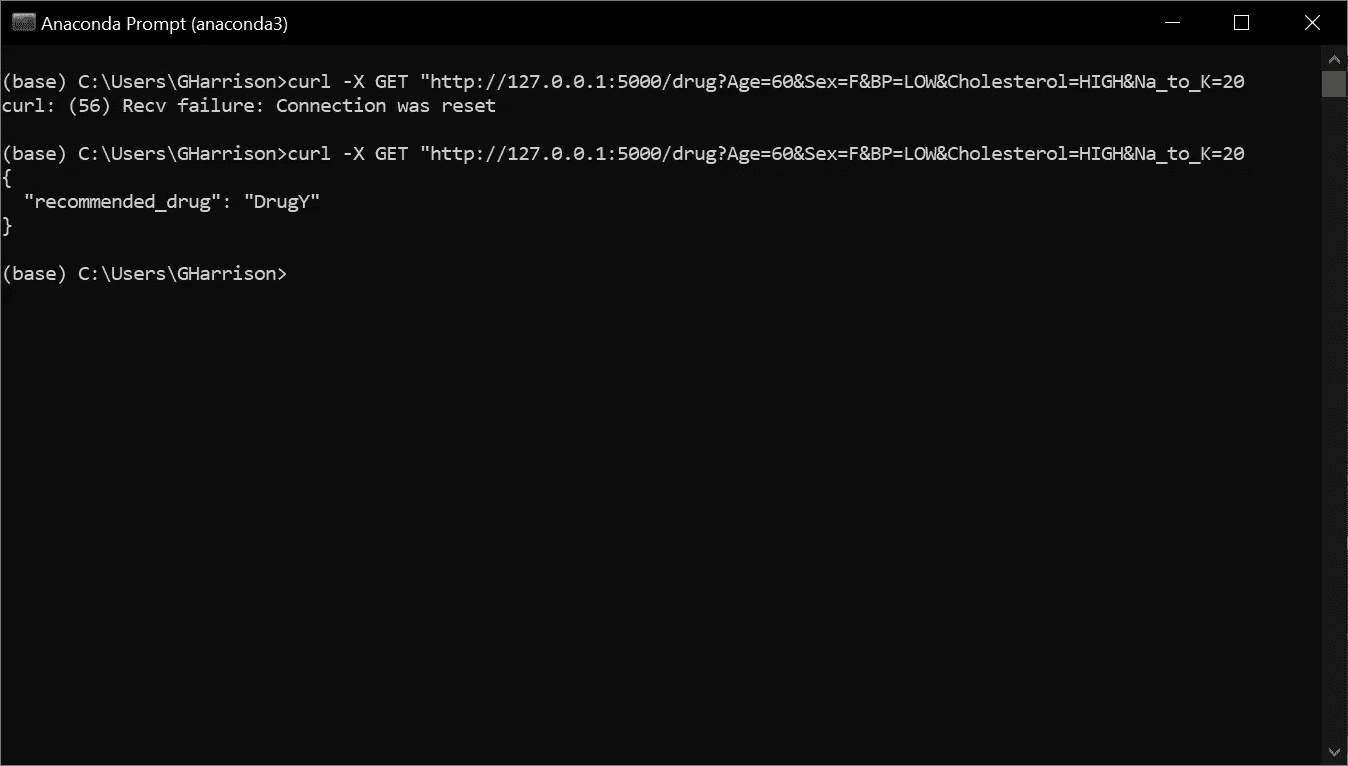 Anaconda Prompt (anaconda3)
(base) C:\Users\GHarrison>curl -X GET "http://127.0.0.1:5000/drug?Age=60&Sex=F&BP=LOW&Cholesterol=HIGH&Na_to_K=20
curl: (56) Recv failure: Connection was reset
(base) C:\Users\GHarrison>curl -X GET "http://127.0.0.1:5000/drug?Age=60&Sex=F&BP=LOW&Cholesterol=HIGH&Na_to_K=20
{
  "recommended_drug": "DrugY"
}
(base) C:\Users\GHarrison>